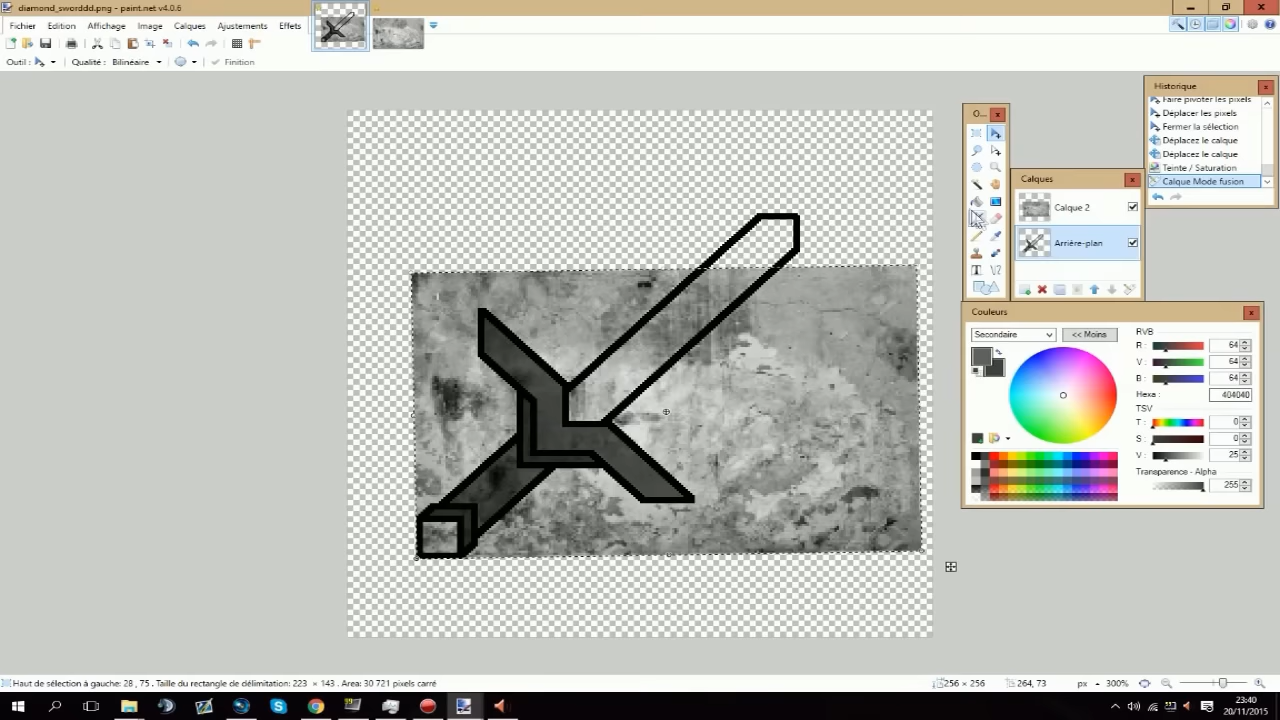 diamond_sworddd.png - paint.net v4.0.6
Fichier Edition Affichage Image Calques Ajustements Effets
Outil : Qualité : Bilinéaire Finition
Historique
Faire pivoter les pixels
Déplacer les pixels
Fermer la sélection
Déplacez le calque
Déplacez le calque
Teinte / Saturation
Calque Mode fusion
O...
Calques
Calque 2
Arrière-plan
Couleurs
Secondaire << Moins
RVB
R : 64
V : 64
B : 64
Hexa : 404040
TSV
T : 0
S : 0
V : 25
Transparence - Alpha
255
Haut de sélection à gauche: 28 , 75 . Taille du rectangle de délimitation: 223 × 143 . Area: 30 721 pixels carré
256 × 256 264, 73 px 300%
23:40
20/11/2015